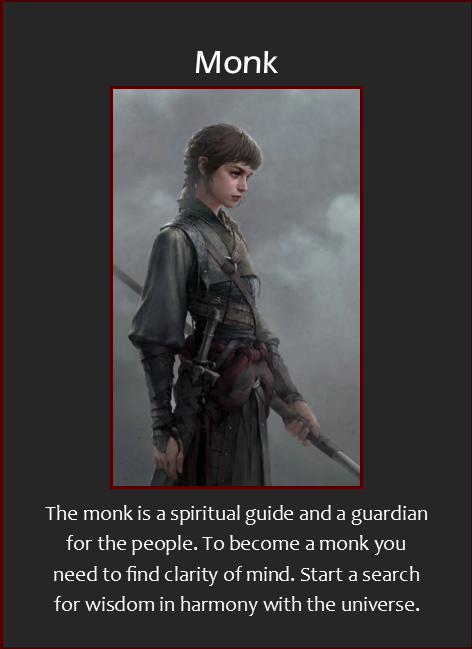 Monk
The monk is a spiritual guide and a guardian
for the people. To become a monk you
need to find clarity of mind. Start a search
for wisdom in harmony with the universe.